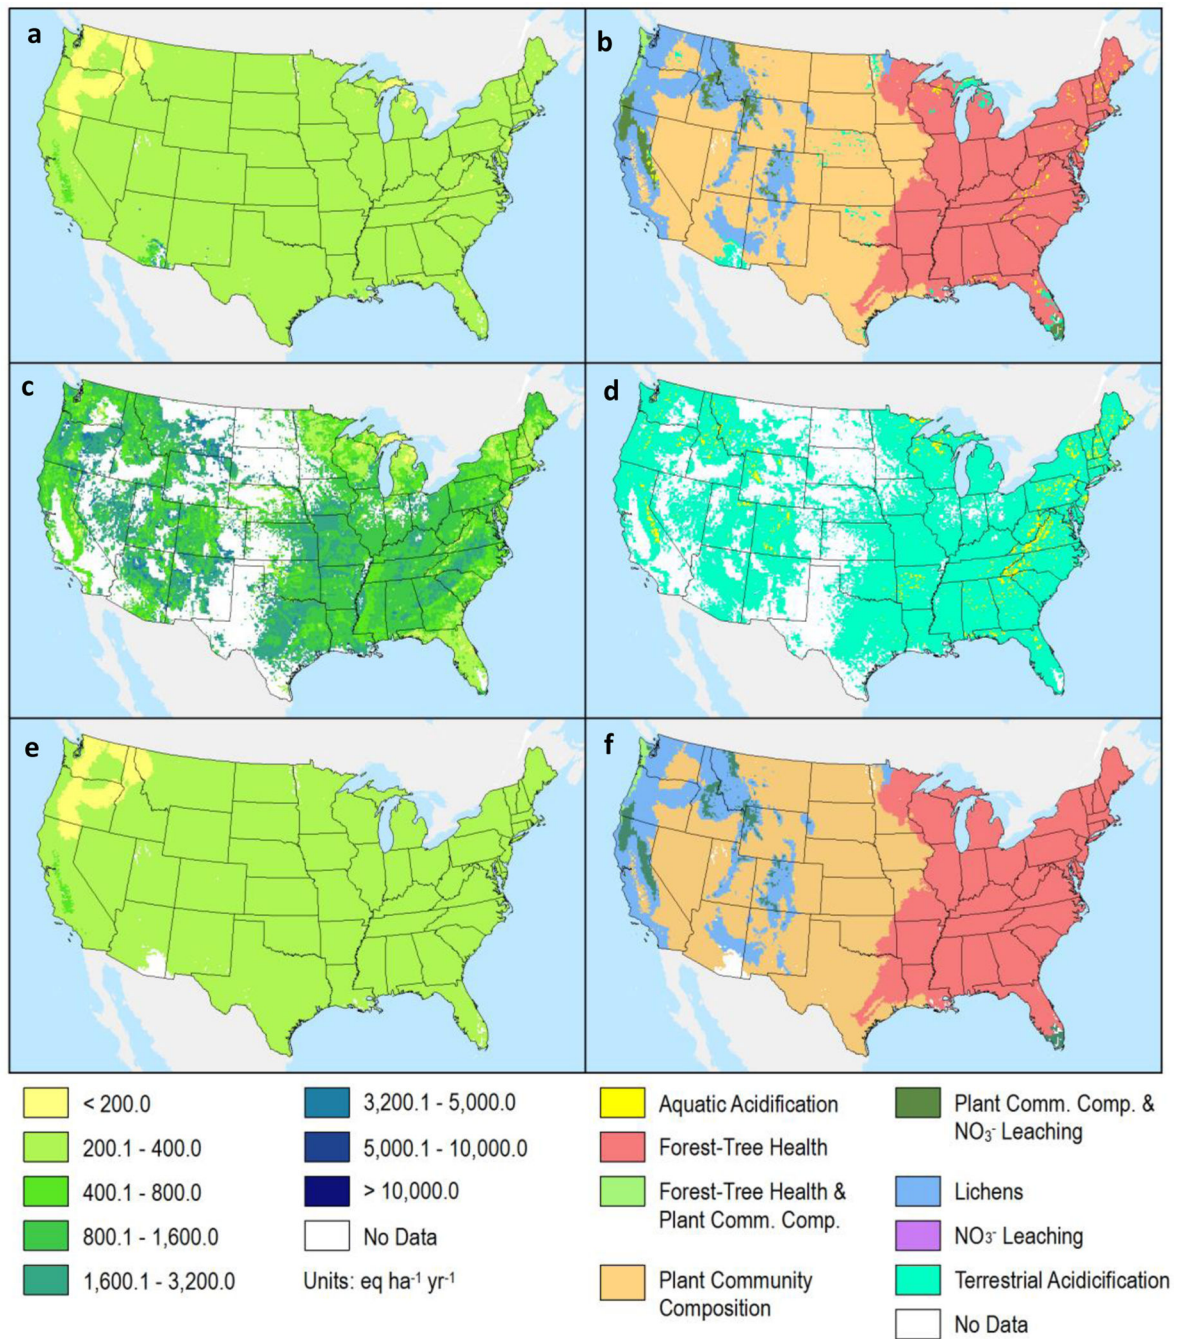 a
b
c
d
e
f
< 200.0
200.1 - 400.0
400.1 - 800.0
800.1 - 1,600.0
1,600.1 - 3,200.0
3,200.1 - 5,000.0
5,000.1 - 10,000.0
> 10,000.0
No Data
Units: eq ha⁻¹ yr⁻¹
Aquatic Acidification
Forest-Tree Health
Forest-Tree Health &
Plant Comm. Comp.
Plant Community
Composition
Plant Comm. Comp. &
NO₃⁻ Leaching
Lichens
NO₃⁻ Leaching
Terrestrial Acidicification
No Data